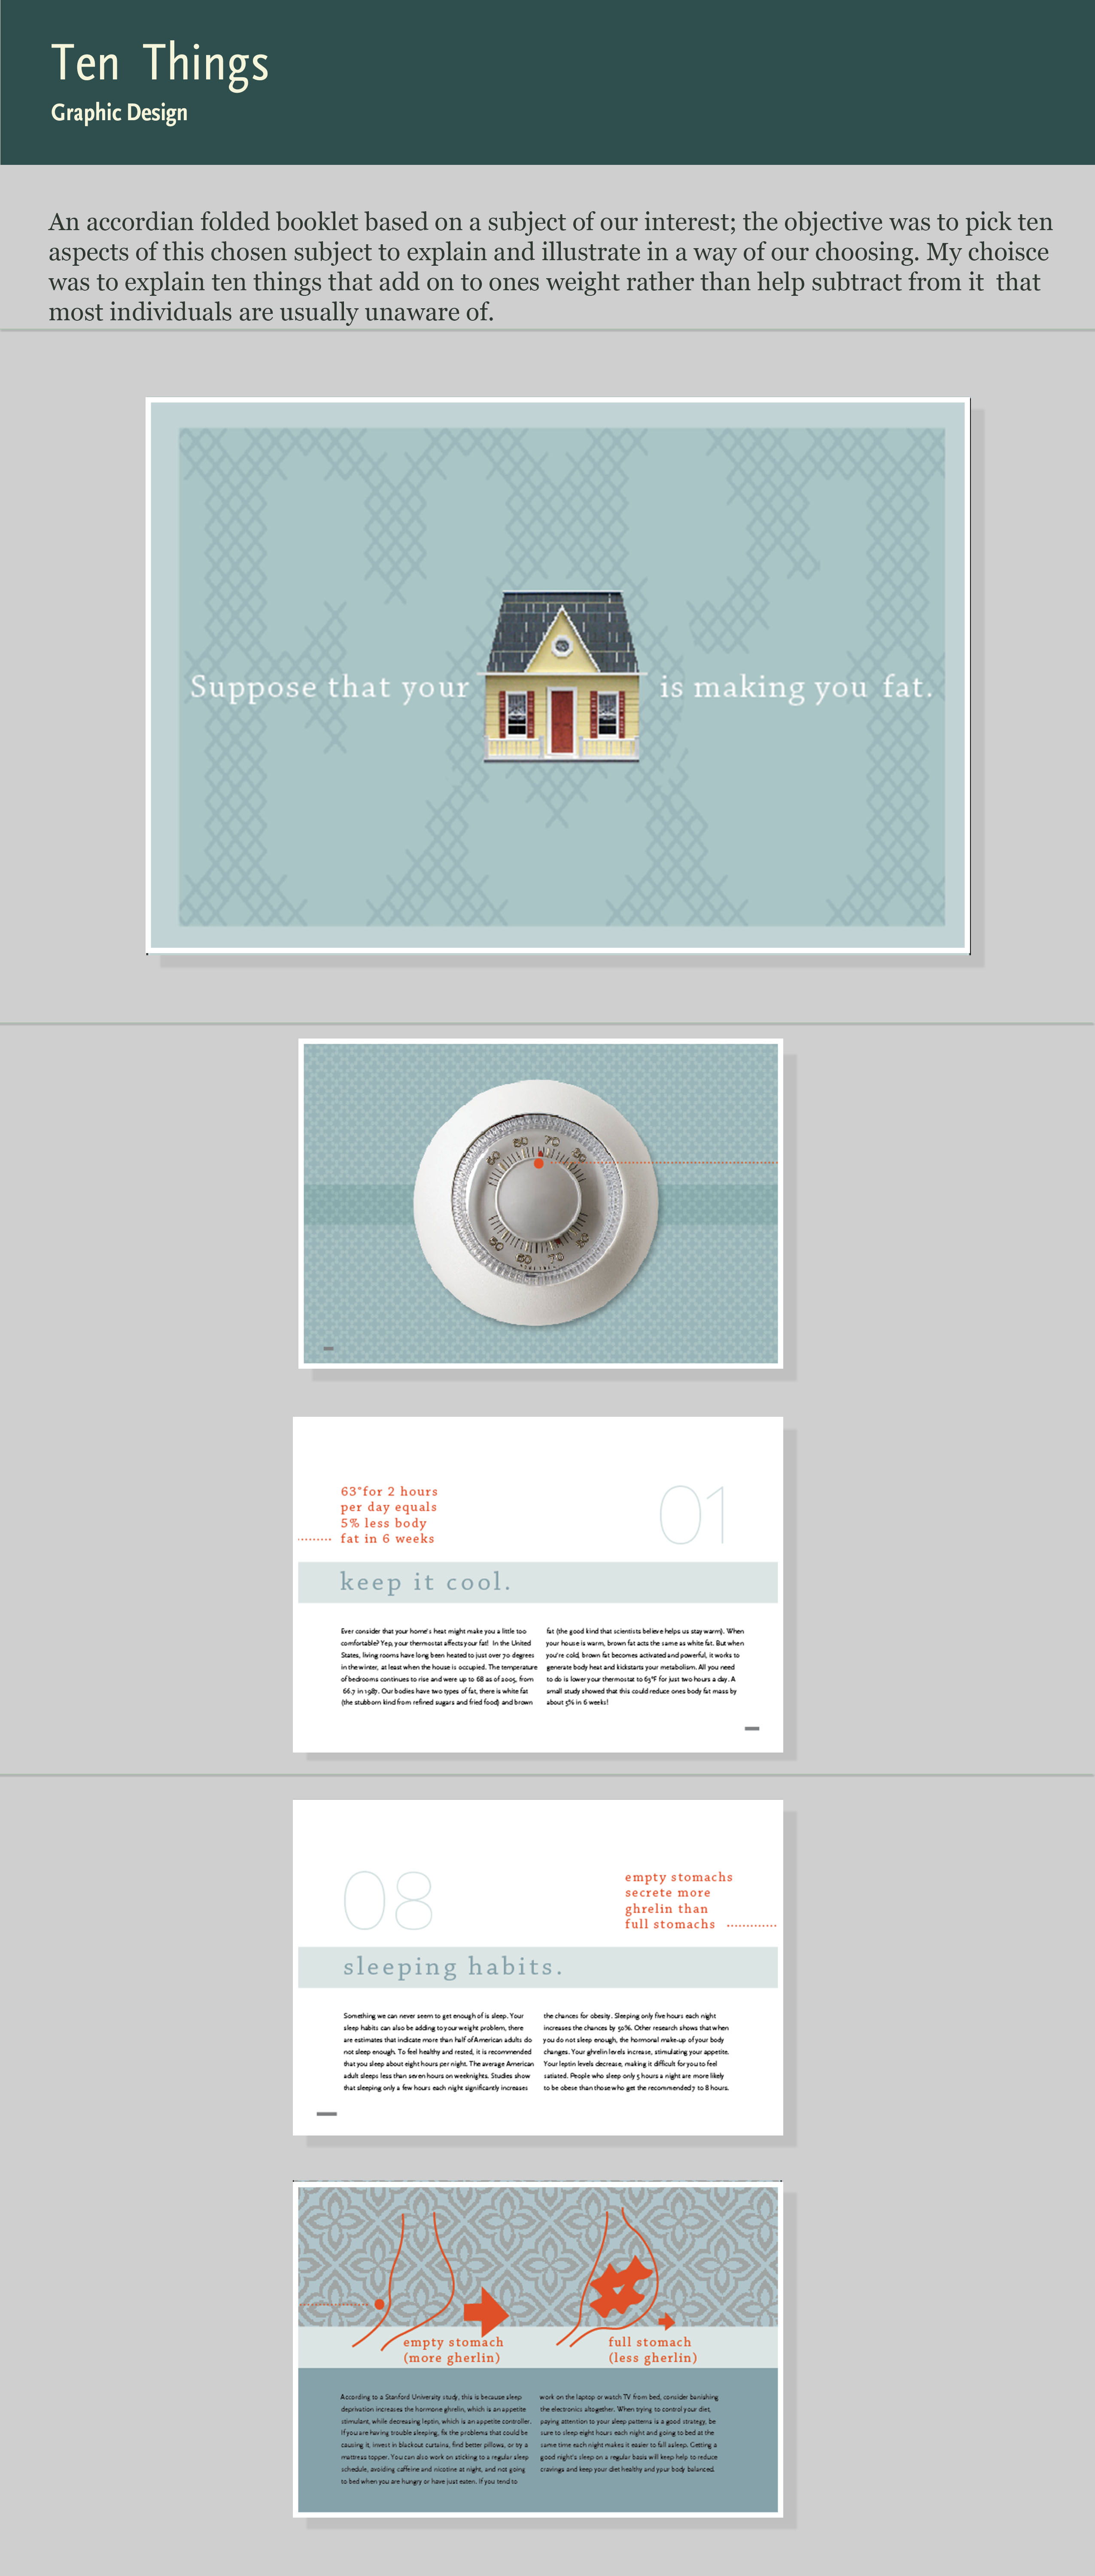 Ten Things
Graphic Design
An accordian folded booklet based on a subject of our interest; the objective was to pick ten
aspects of this chosen subject to explain and illustrate in a way of our choosing. My choisce
was to explain ten things that add on to ones weight rather than help subtract from it that
most individuals are usually unaware of.
Suppose that your is making you fat.
60 70
50 80
50 80
60 70
63°for 2 hours
per day equals
5% less body
fat in 6 weeks
01
keep it cool.
Ever consider that your home's heat might make you a little too
comfortable? Yep, your thermostat affects your fat! In the United
States, living rooms have long been heated to just over 70 degrees
in the winter, at least when the house is occupied. The temperature
of bedrooms continues to rise and were up to 68 as of 2005, from
66.7 in 1987. Our bodies have two types of fat, there is white fat
(the stubborn kind from refined sugars and fried food) and brown
fat (the good kind that scientists believe helps us stay warm). When
your house is warm, brown fat acts the same as white fat. But when
you're cold, brown fat becomes activated and powerful, it works to
generate body heat and kickstarts your metabolism. All you need
to do is lower your thermostat to 63°F for just two hours a day. A
small study showed that this could reduce ones body fat mass by
about 5% in 6 weeks!
08
empty stomachs
secrete more
ghrelin than
full stomachs
sleeping habits.
Something we can never seem to get enough of is sleep. Your
sleep habits can also be adding to your weight problem, there
are estimates that indicate more than half of American adults do
not sleep enough. To feel healthy and rested, it is recommended
that you sleep about eight hours per night. The average American
adult sleeps less than seven hours on weeknights. Studies show
that sleeping only a few hours each night significantly increases
the chances for obesity. Sleeping only five hours each night
increases the chances by 50%. Other research shows that when
you do not sleep enough, the hormonal make-up of your body
changes. Your ghrelin levels increase, stimulating your appetite.
Your leptin levels decrease, making it difficult for you to feel
satiated. People who sleep only 5 hours a night are more likely
to be obese than those who get the recommended 7 to 8 hours.
empty stomach
(more gherlin)
full stomach
(less gherlin)
According to a Stanford University study, this is because sleep
deprivation increases the hormone ghrelin, which is an appetite
stimulant, while decreasing leptin, which is an appetite controller.
If you are having trouble sleeping, fix the problems that could be
causing it, invest in blackout curtains, find better pillows, or try a
mattress topper. You can also work on sticking to a regular sleep
schedule, avoiding caffeine and nicotine at night, and not going
to bed when you are hungry or have just eaten. If you tend to
work on the laptop or watch TV from bed, consider banishing
the electronics altogether. When trying to control your diet,
paying attention to your sleep patterns is a good strategy, be
sure to sleep eight hours each night and going to bed at the
same time each night makes it easier to fall asleep. Getting a
good night's sleep on a regular basis will keep help to reduce
cravings and keep your diet healthy and your body balanced.